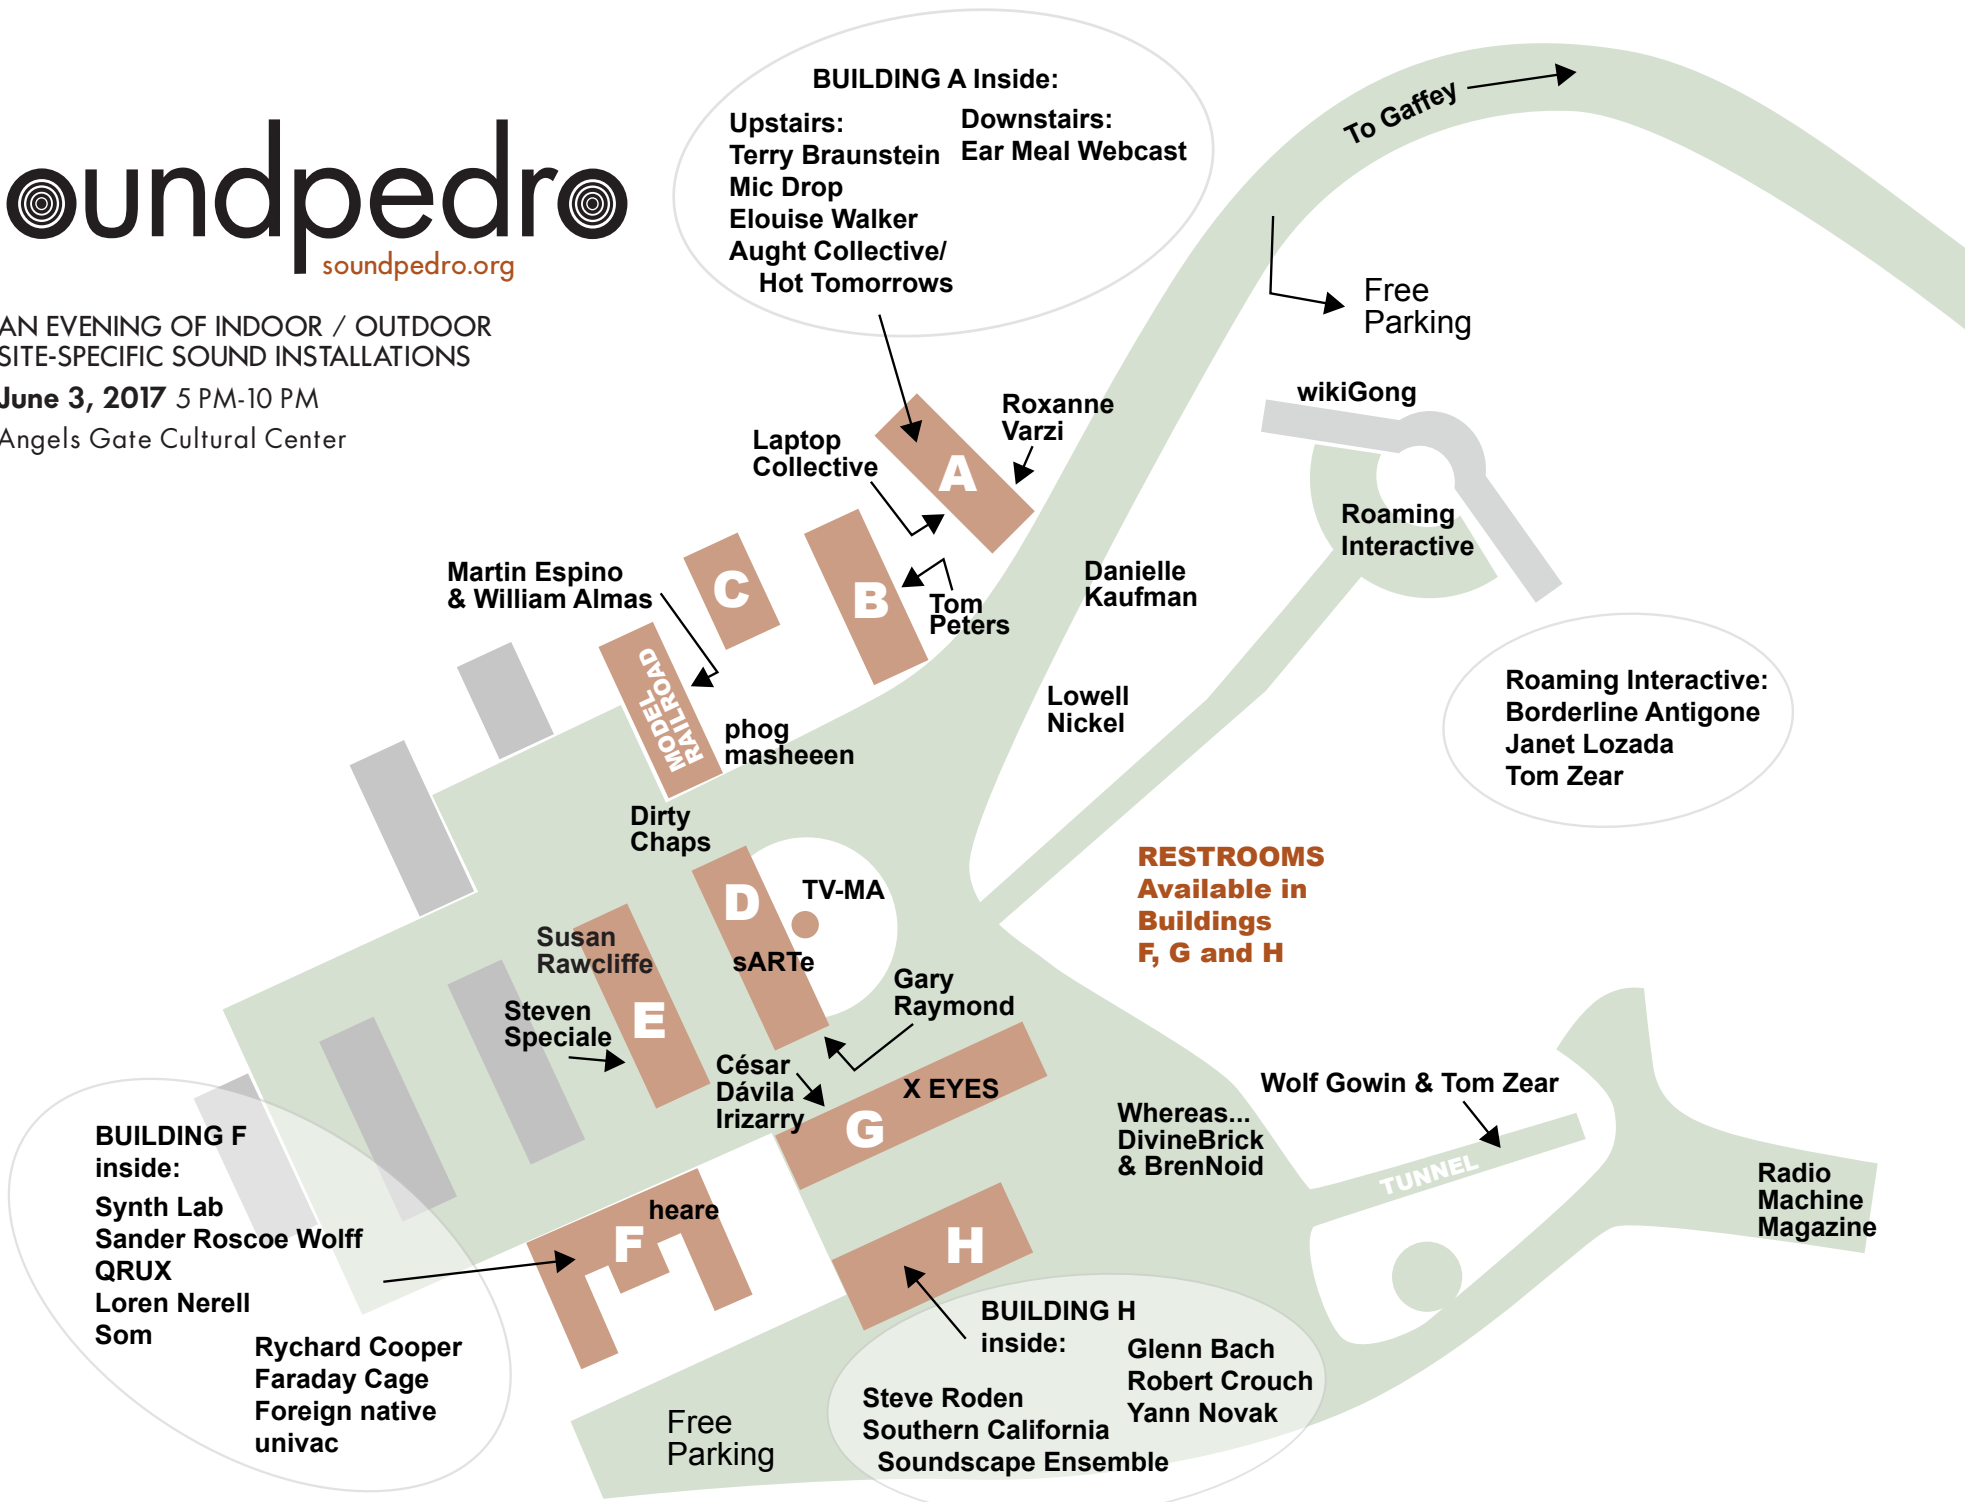 oundpedro
soundpedro.org
AN EVENING OF INDOOR / OUTDOOR
SITE-SPECIFIC SOUND INSTALLATIONS
June 3, 2017 5 PM-10 PM
Angels Gate Cultural Center
BUILDING A Inside:
Upstairs:
Terry Braunstein
Mic Drop
Elouise Walker
Aught Collective/
Hot Tomorrows
Downstairs:
Ear Meal Webcast
To Gaffey
Free
Parking
wikiGong
Roaming
Interactive
Roxanne
Varzi
Laptop
Collective
A
Martin Espino
& William Almas
C
B
Tom
Peters
Danielle
Kaufman
MODEL
RAILROAD
phog
masheeen
Lowell
Nickel
Roaming Interactive:
Borderline Antigone
Janet Lozada
Tom Zear
Dirty
Chaps
D
TV-MA
sARTe
RESTROOMS
Available in
Buildings
F, G and H
Susan
Rawcliffe
Steven
Speciale
E
Gary
Raymond
César
Dávila
Irizarry
X EYES
G
Whereas...
DivineBrick
& BrenNoid
Wolf Gowin & Tom Zear
TUNNEL
Radio
Machine
Magazine
BUILDING F
inside:
Synth Lab
Sander Roscoe Wolff
QRUX
Loren Nerell
Som
Rychard Cooper
Faraday Cage
Foreign native
univac
heare
F
H
BUILDING H
inside:
Steve Roden
Southern California
Soundscape Ensemble
Glenn Bach
Robert Crouch
Yann Novak
Free
Parking